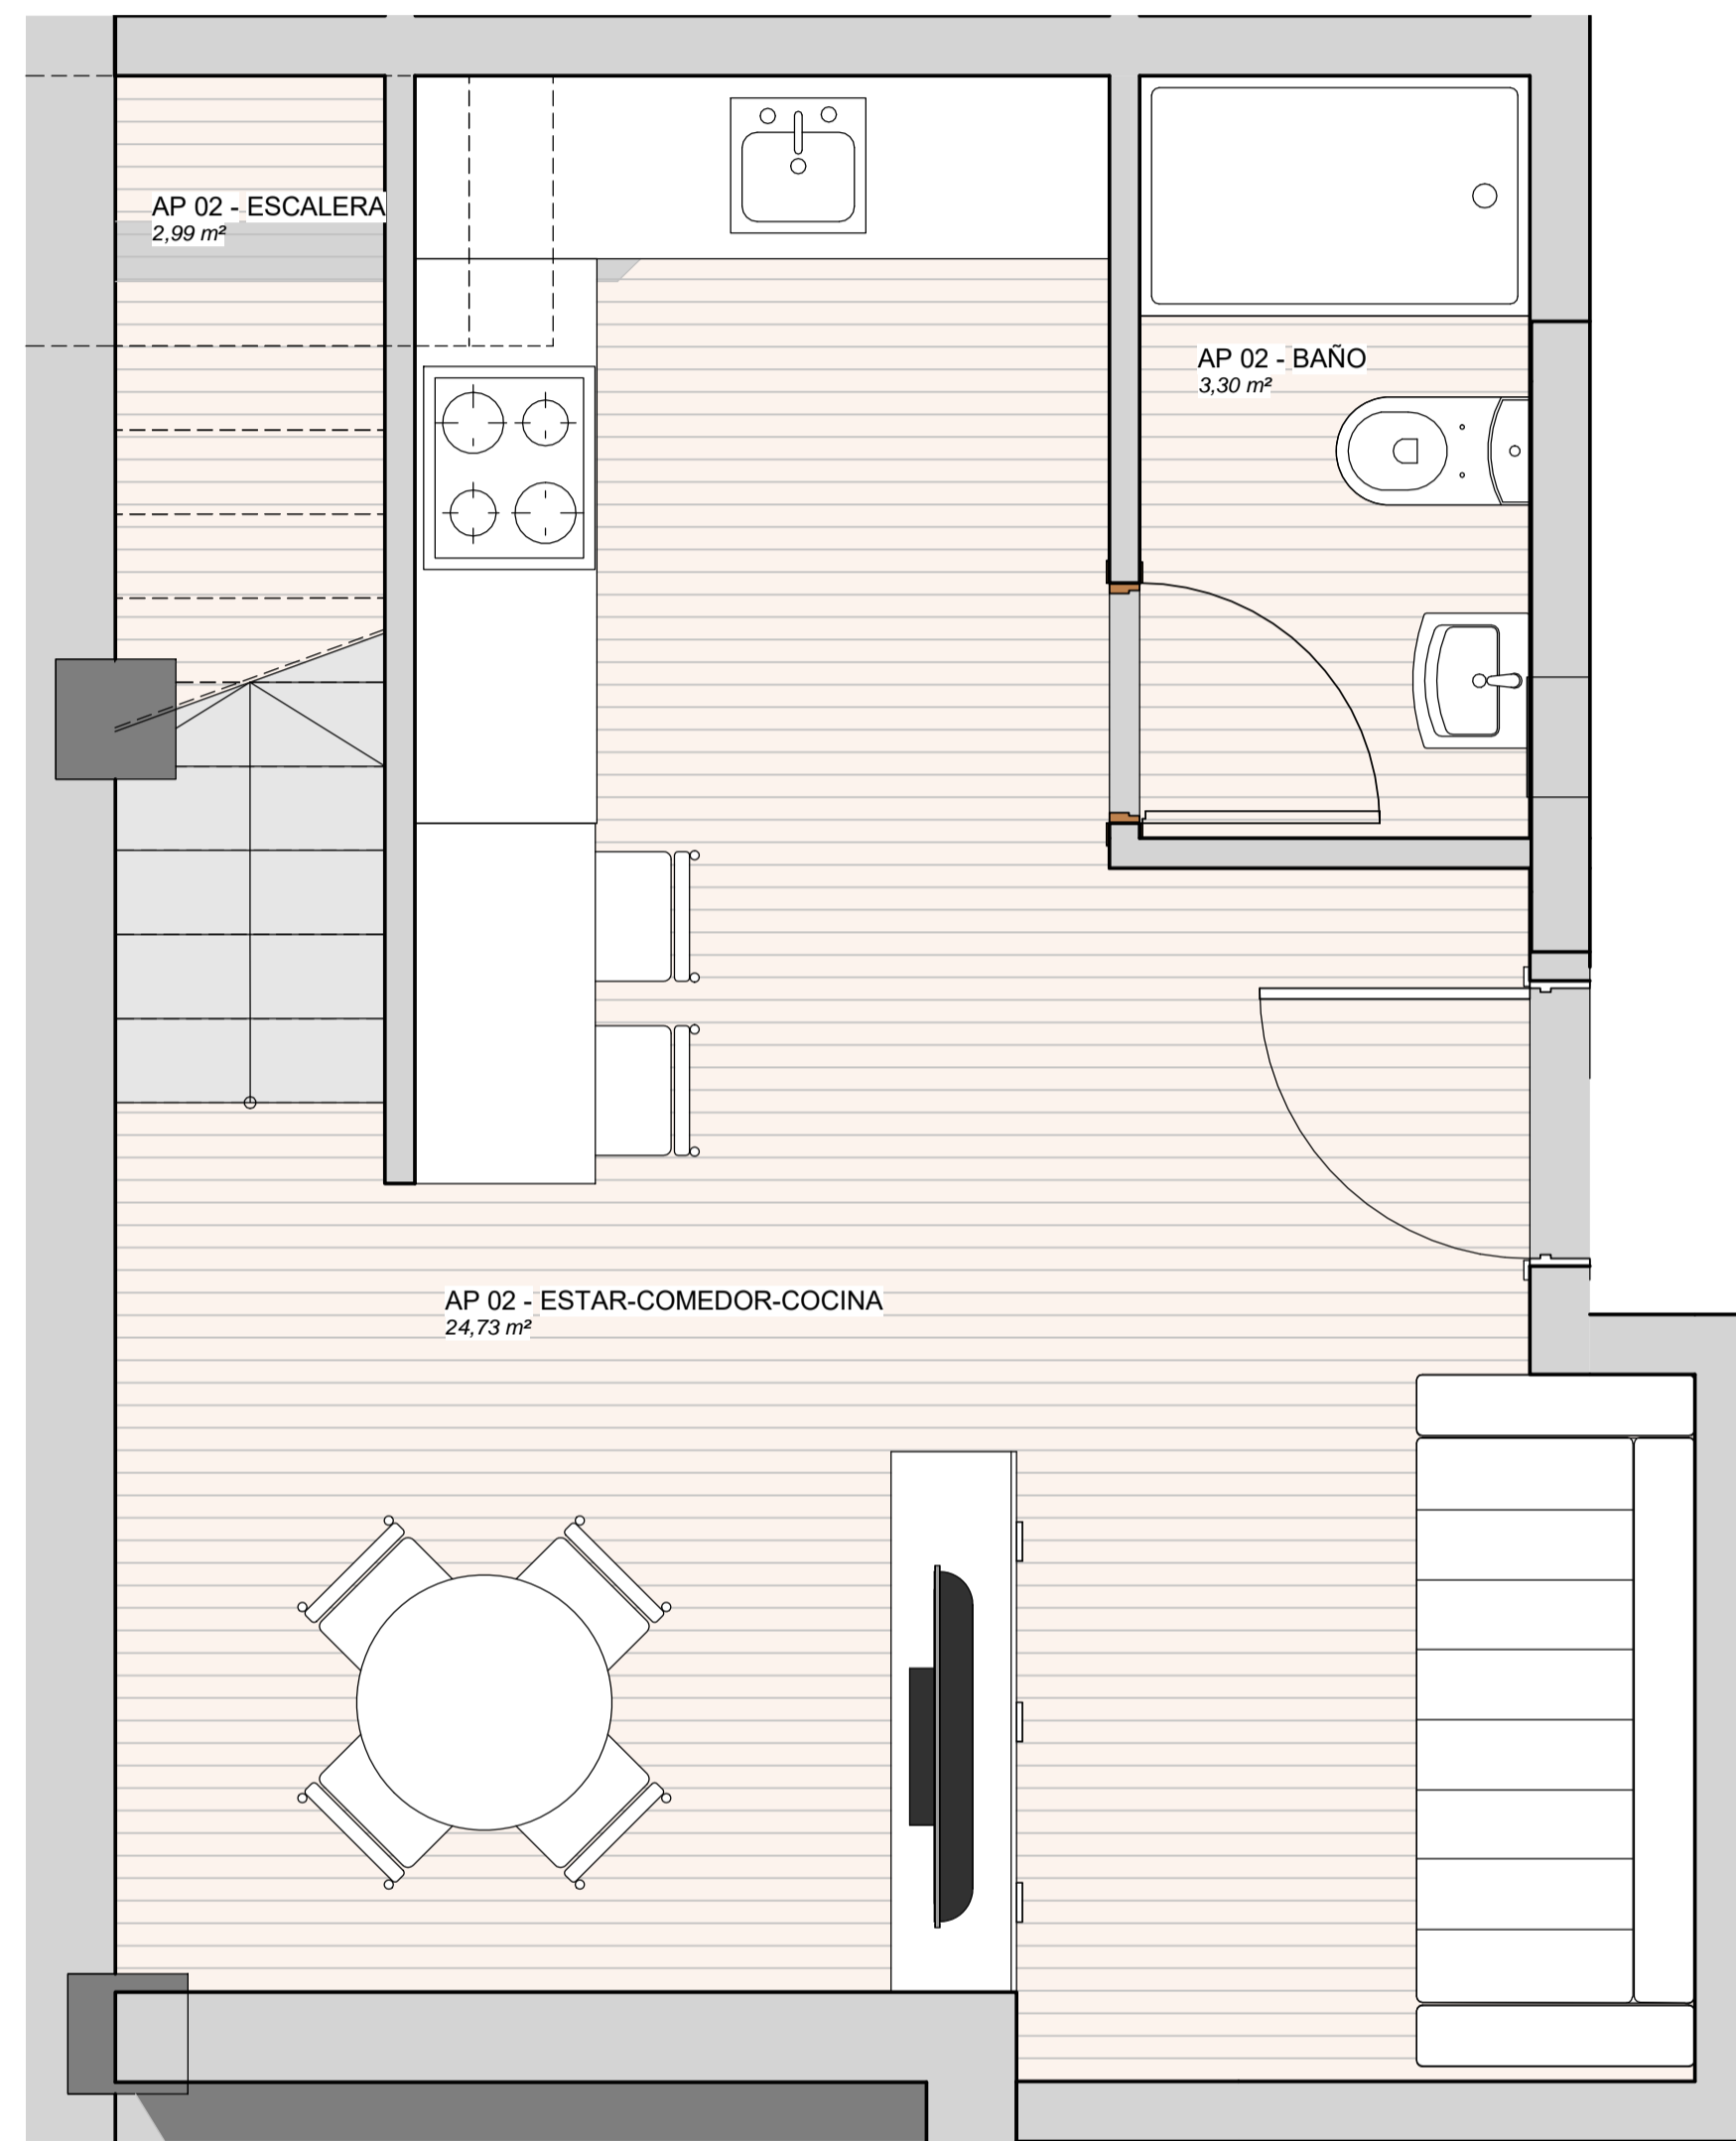 AP 02 - ESCALERA
2,99 m²
AP 02 - BAÑO
3,30 m²
AP 02 - ESTAR-COMEDOR-COCINA
24,73 m²